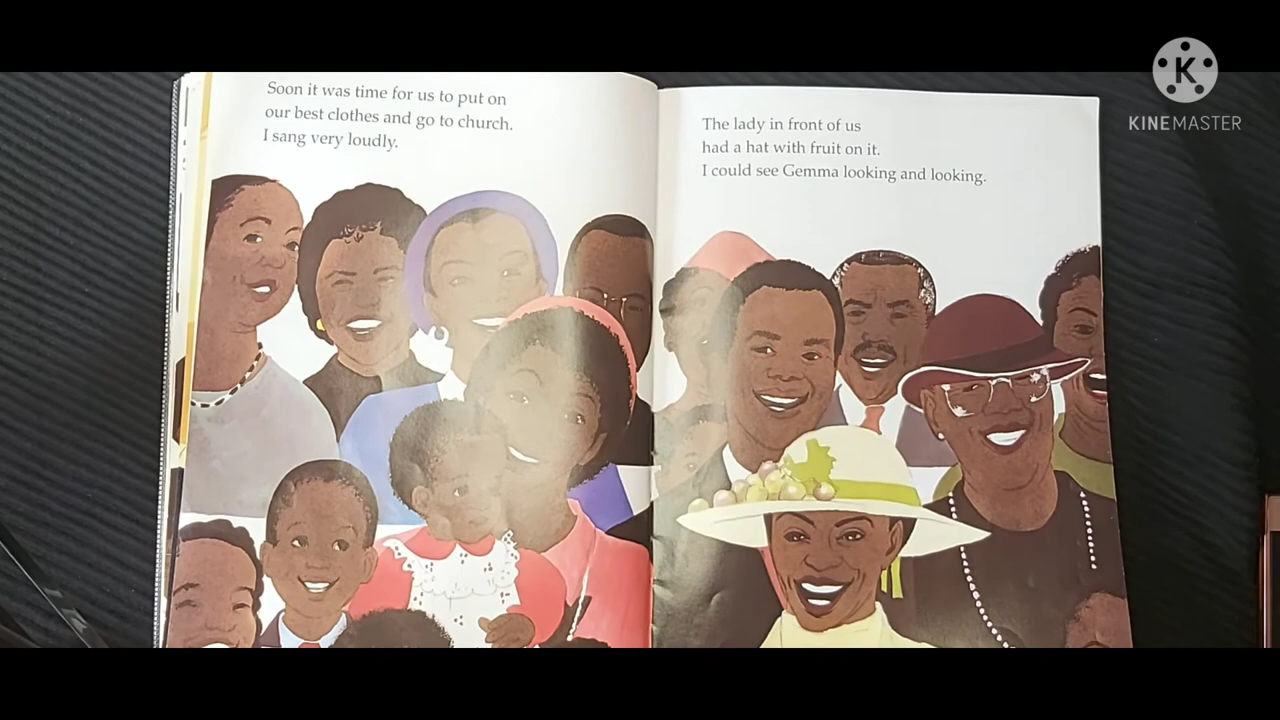 Soon it was time for us to put on
our best clothes and go to church.
I sang very loudly.
The lady in front of us
had a hat with fruit on it.
I could see Gemma looking and looking.
K
KINEMASTER